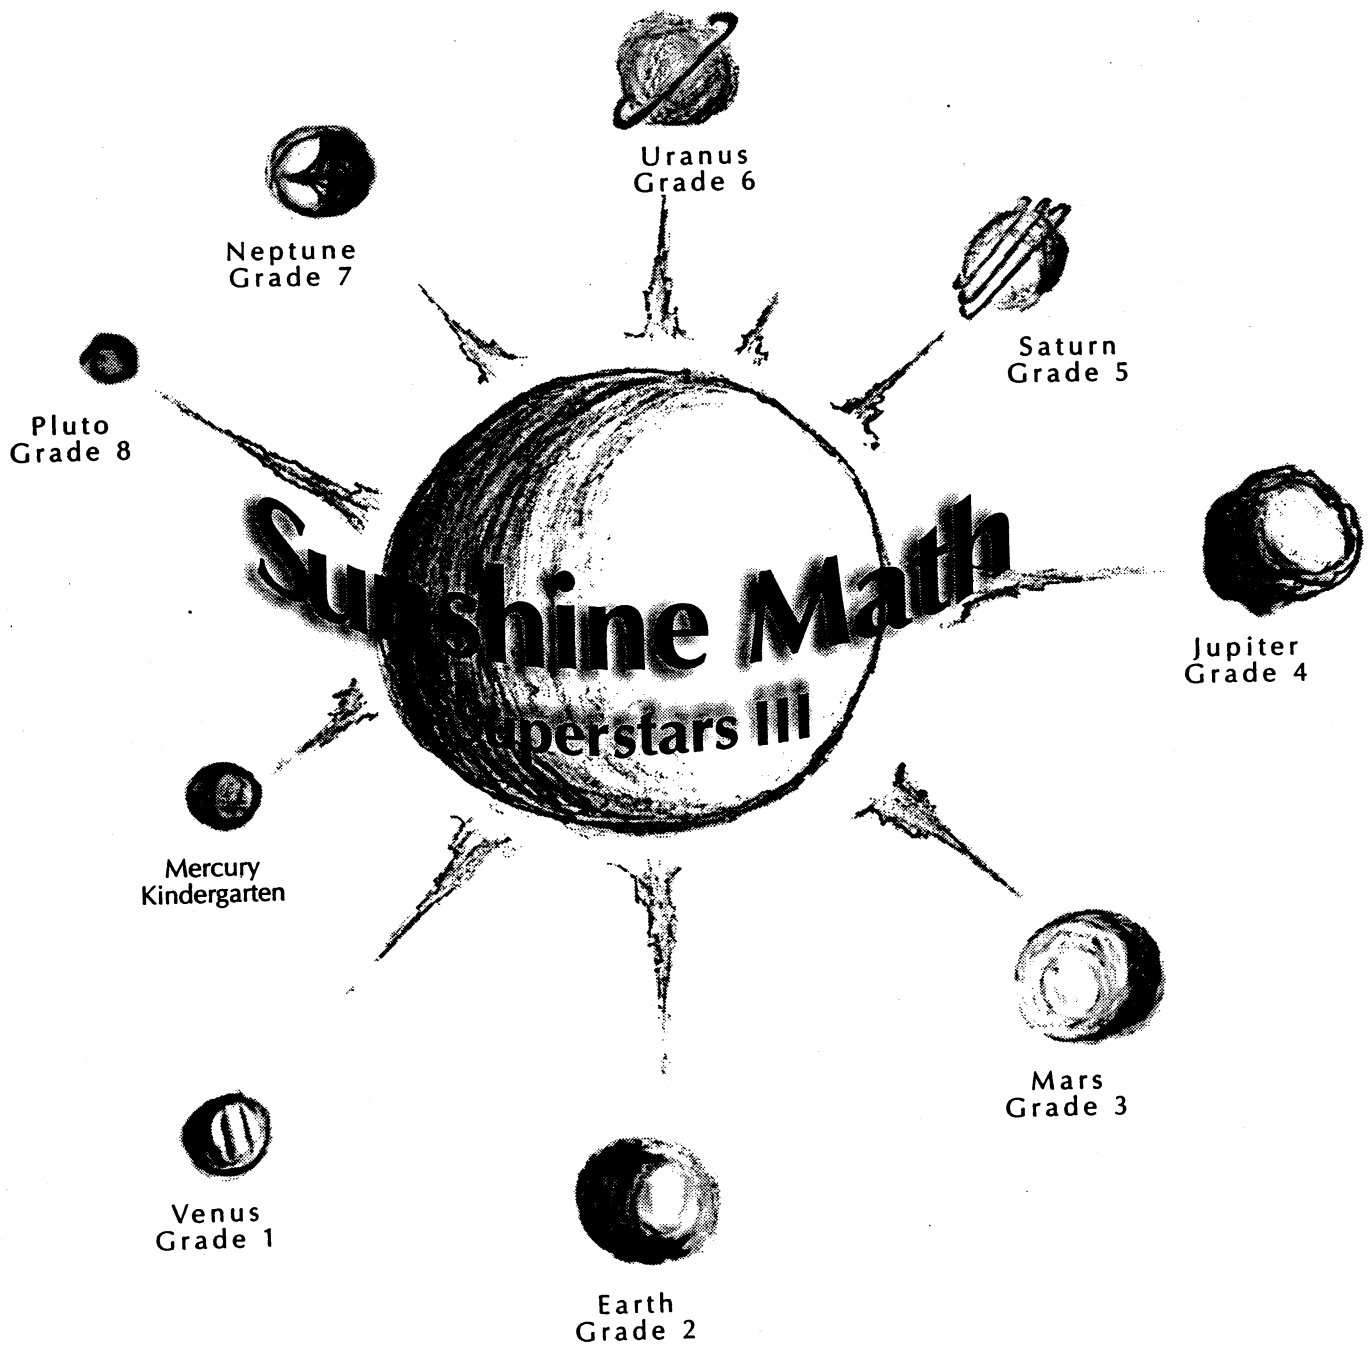 Uranus
Grade 6
Neptune
Grade 7
Saturn
Grade 5
Pluto
Grade 8
Sunshine Math
Superstars III
Jupiter
Grade 4
Mercury
Kindergarten
Mars
Grade 3
Venus
Grade 1
Earth
Grade 2